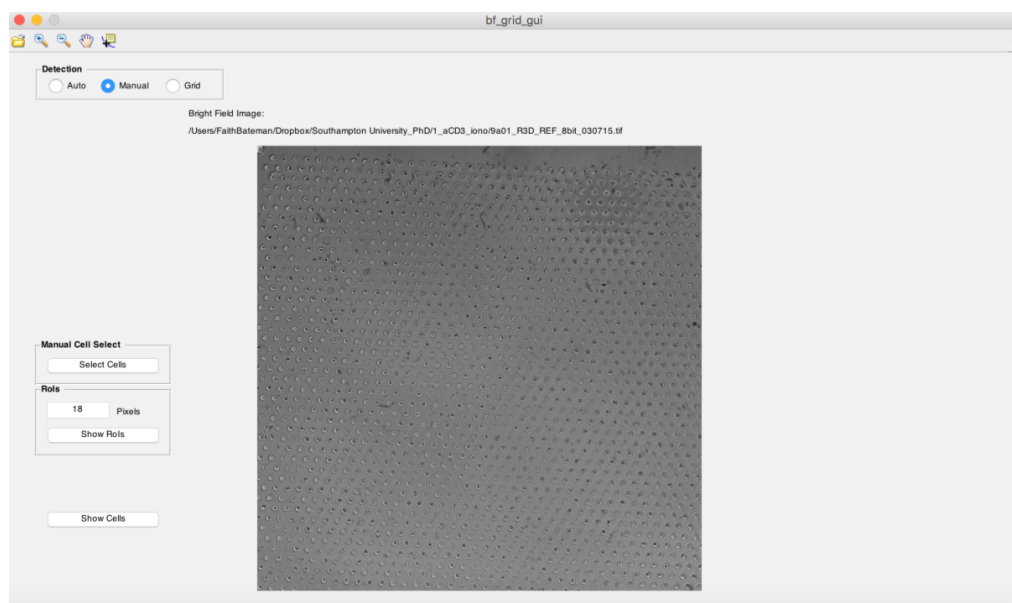 bf_grid_gui
Detection
Auto Manual Grid
Bright Field Image:
/Users/FaithBateman/Dropbox/Southampton University_PhD/1_aCD3_iono/9a01_R3D_REF_8bit_030715.tif
Manual Cell Select
Select Cells
RoIs
18 Pixels
Show RoIs
Show Cells